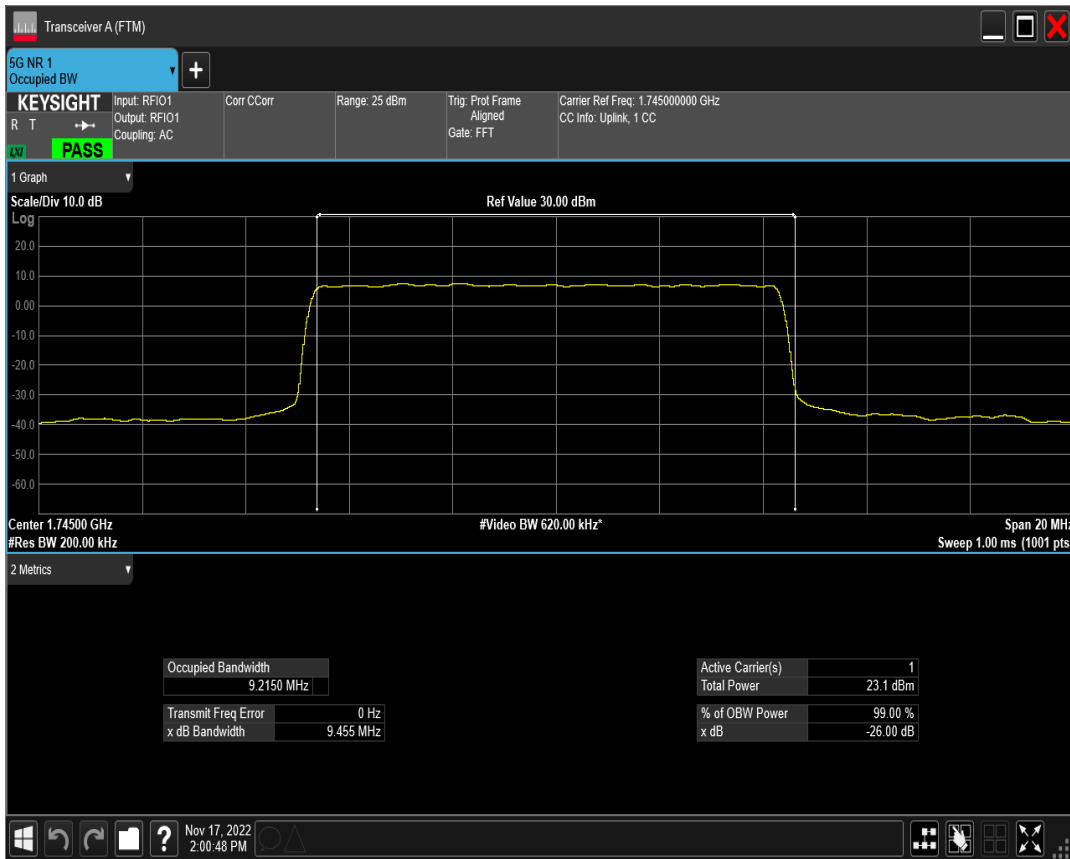 Transceiver A (FTM)
5G NR 1
Occupied BW
+
KEYSIGHT
R T
LXI
PASS
Input: RFIO1
Output: RFIO1
Coupling: AC
Corr CCorr
Range: 25 dBm
Trig: Prot Frame
Aligned
Gate: FFT
Carrier Ref Freq: 1.745000000 GHz
CC Info: Uplink, 1 CC
1 Graph
Scale/Div 10.0 dB
Ref Value 30.00 dBm
Log
20.0
10.0
0.00
-10.0
-20.0
-30.0
-40.0
-50.0
-60.0
Center 1.74500 GHz
#Video BW 620.00 kHz*
Span 20 MHz
#Res BW 200.00 kHz
Sweep 1.00 ms (1001 pts
2 Metrics
Occupied Bandwidth
9.2150 MHz
Transmit Freq Error 0 Hz
x dB Bandwidth 9.455 MHz
Active Carrier(s) 1
Total Power 23.1 dBm
% of OBW Power 99.00 %
x dB -26.00 dB
?
Nov 17, 2022
2:00:48 PM